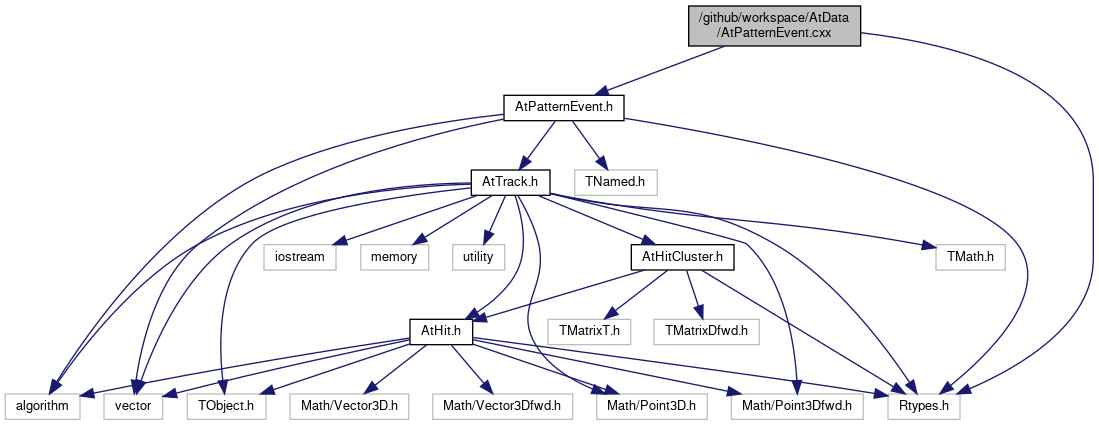 /github/workspace/AtData
/AtPatternEvent.cxx
AtPatternEvent.h
AtTrack.h
TNamed.h
iostream
memory
utility
AtHitCluster.h
TMath.h
AtHit.h
TMatrixT.h
TMatrixDfwd.h
algorithm
vector
TObject.h
Math/Vector3D.h
Math/Vector3Dfwd.h
Math/Point3D.h
Math/Point3Dfwd.h
Rtypes.h